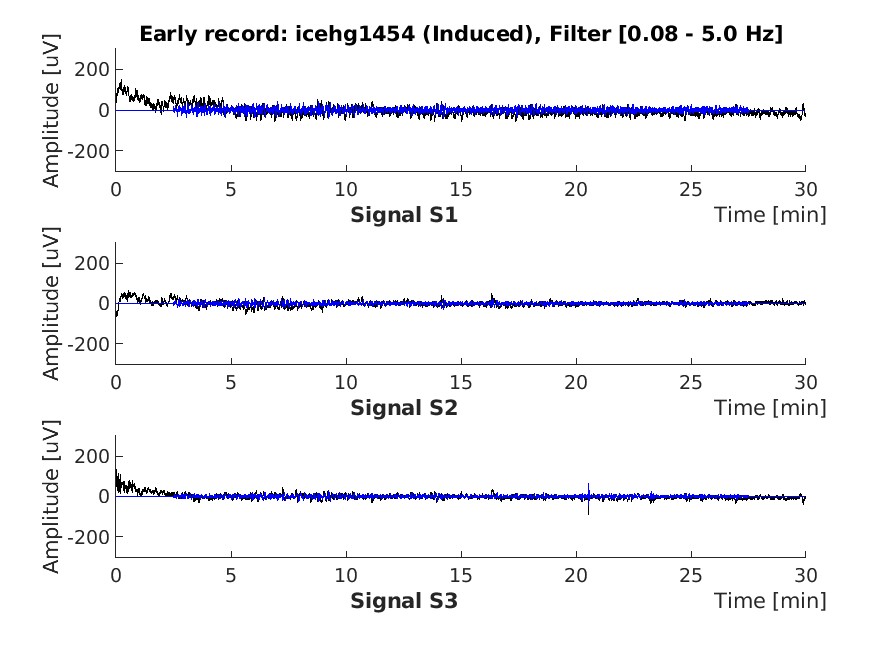 Early record: icehg1454 (Induced), Filter [0.08 - 5.0 Hz]
Amplitude [uV]
200
0
-200
0 5 10 15 20 25 30
Signal S1 Time [min]
Amplitude [uV]
200
0
-200
0 5 10 15 20 25 30
Signal S2 Time [min]
Amplitude [uV]
200
0
-200
0 5 10 15 20 25 30
Signal S3 Time [min]